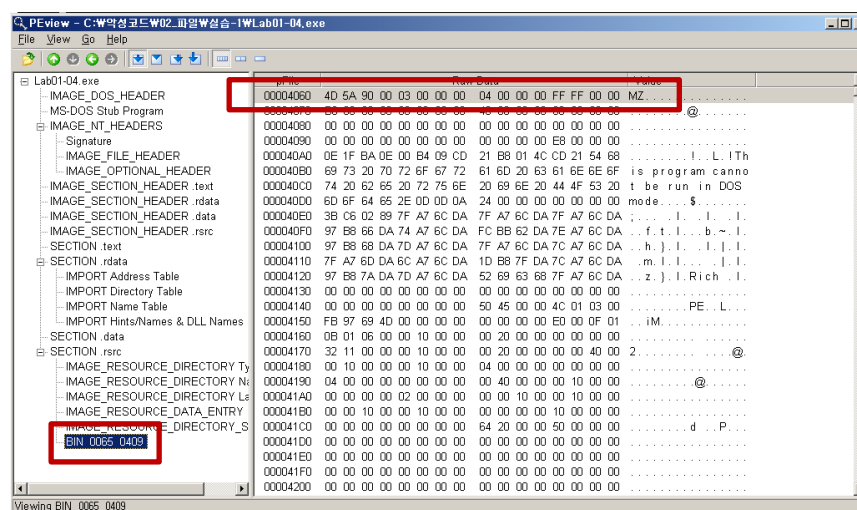 PEview - C:₩악성코드₩02_파일₩실습-1₩Lab01-04.exe
File View Go Help
Lab01-04.exe
IMAGE_DOS_HEADER
MS-DOS Stub Program
IMAGE_NT_HEADERS
Signature
IMAGE_FILE_HEADER
IMAGE_OPTIONAL_HEADER
IMAGE_SECTION_HEADER .text
IMAGE_SECTION_HEADER .rdata
IMAGE_SECTION_HEADER .data
IMAGE_SECTION_HEADER .rsrc
SECTION .text
SECTION .rdata
IMPORT Address Table
IMPORT Directory Table
IMPORT Name Table
IMPORT Hints/Names & DLL Names
SECTION .data
SECTION .rsrc
IMAGE_RESOURCE_DIRECTORY Ty
IMAGE_RESOURCE_DIRECTORY Na
IMAGE_RESOURCE_DIRECTORY La
IMAGE_RESOURCE_DATA_ENTRY
IMAGE_RESOURCE_DIRECTORY_S
BIN 0065 0409
pFile Raw Data Value
00004060 4D 5A 90 00 03 00 00 00 04 00 00 00 FF FF 00 00 MZ..............
00004080 00 00 00 00 00 00 00 00 00 00 00 00 00 00 00 00 ................
00004090 00 00 00 00 00 00 00 00 00 00 00 00 E8 00 00 00 ................
000040A0 0E 1F BA 0E 00 B4 09 CD 21 B8 01 4C CD 21 54 68 ........!..L.!Th
000040B0 69 73 20 70 72 6F 67 72 61 6D 20 63 61 6E 6E 6F is program canno
000040C0 74 20 62 65 20 72 75 6E 20 69 6E 20 44 4F 53 20 t be run in DOS
000040D0 6D 6F 64 65 2E 0D 0D 0A 24 00 00 00 00 00 00 00 mode....$.......
000040E0 3B C6 02 89 7F A7 6C DA 7F A7 6C DA 7F A7 6C DA ;.....l...l...l.
000040F0 97 B8 66 DA 74 A7 6C DA FC BB 62 DA 7E A7 6C DA ..f.t.l...b.~.l.
00004100 97 B8 68 DA 7D A7 6C DA 7F A7 6C DA 7C A7 6C DA ..h.}.l...l.|.l.
00004110 7F A7 6D DA 6C A7 6C DA 1D B8 7F DA 7C A7 6C DA ..m.l.l.....|.l.
00004120 97 B8 7A DA 7D A7 6C DA 52 69 63 68 7F A7 6C DA ..z.}.l.Rich..l.
00004130 00 00 00 00 00 00 00 00 00 00 00 00 00 00 00 00 ................
00004140 00 00 00 00 00 00 00 00 50 45 00 00 4C 01 03 00 ........PE..L...
00004150 FB 97 69 4D 00 00 00 00 00 00 00 00 E0 00 0F 01 ..iM............
00004160 0B 01 06 00 00 10 00 00 00 20 00 00 00 00 00 00 ......... ......
00004170 32 11 00 00 00 10 00 00 00 20 00 00 00 00 40 00 2........ ....@.
00004180 00 10 00 00 00 10 00 00 04 00 00 00 00 00 00 00 ................
00004190 04 00 00 00 00 00 00 00 00 40 00 00 00 10 00 00 .........@......
000041A0 00 00 00 00 02 00 00 00 00 00 10 00 00 10 00 00 ................
000041B0 00 00 10 00 00 10 00 00 00 00 00 00 10 00 00 00 ................
000041C0 00 00 00 00 00 00 00 00 64 20 00 00 50 00 00 00 ........d ..P...
000041D0 00 00 00 00 00 00 00 00 00 00 00 00 00 00 00 00 ................
000041E0 00 00 00 00 00 00 00 00 00 00 00 00 00 00 00 00 ................
000041F0 00 00 00 00 00 00 00 00 00 00 00 00 00 00 00 00 ................
00004200 00 00 00 00 00 00 00 00 00 00 00 00 00 00 00 00 ................
Viewing BIN 0065 0409